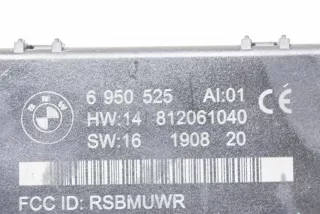 BMW
6 950 525 AI:01 CE
HW:14 812061040
SW:16 1908 20
FCC ID: RSBMUWR